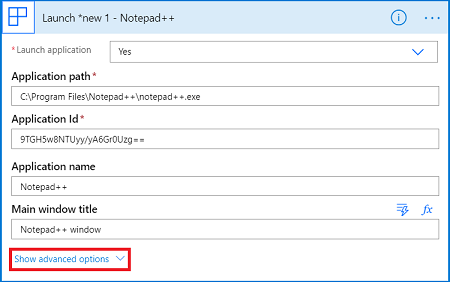 Launch *new 1 - Notepad++
* Launch application
Yes
Application path*
C:\Program Files\Notepad++\notepad++.exe
Application Id*
9TGH5w8NTUyy/yA6Gr0Uzg==
Application name
Notepad++
Main window title
fx
Notepad++ window
Show advanced options